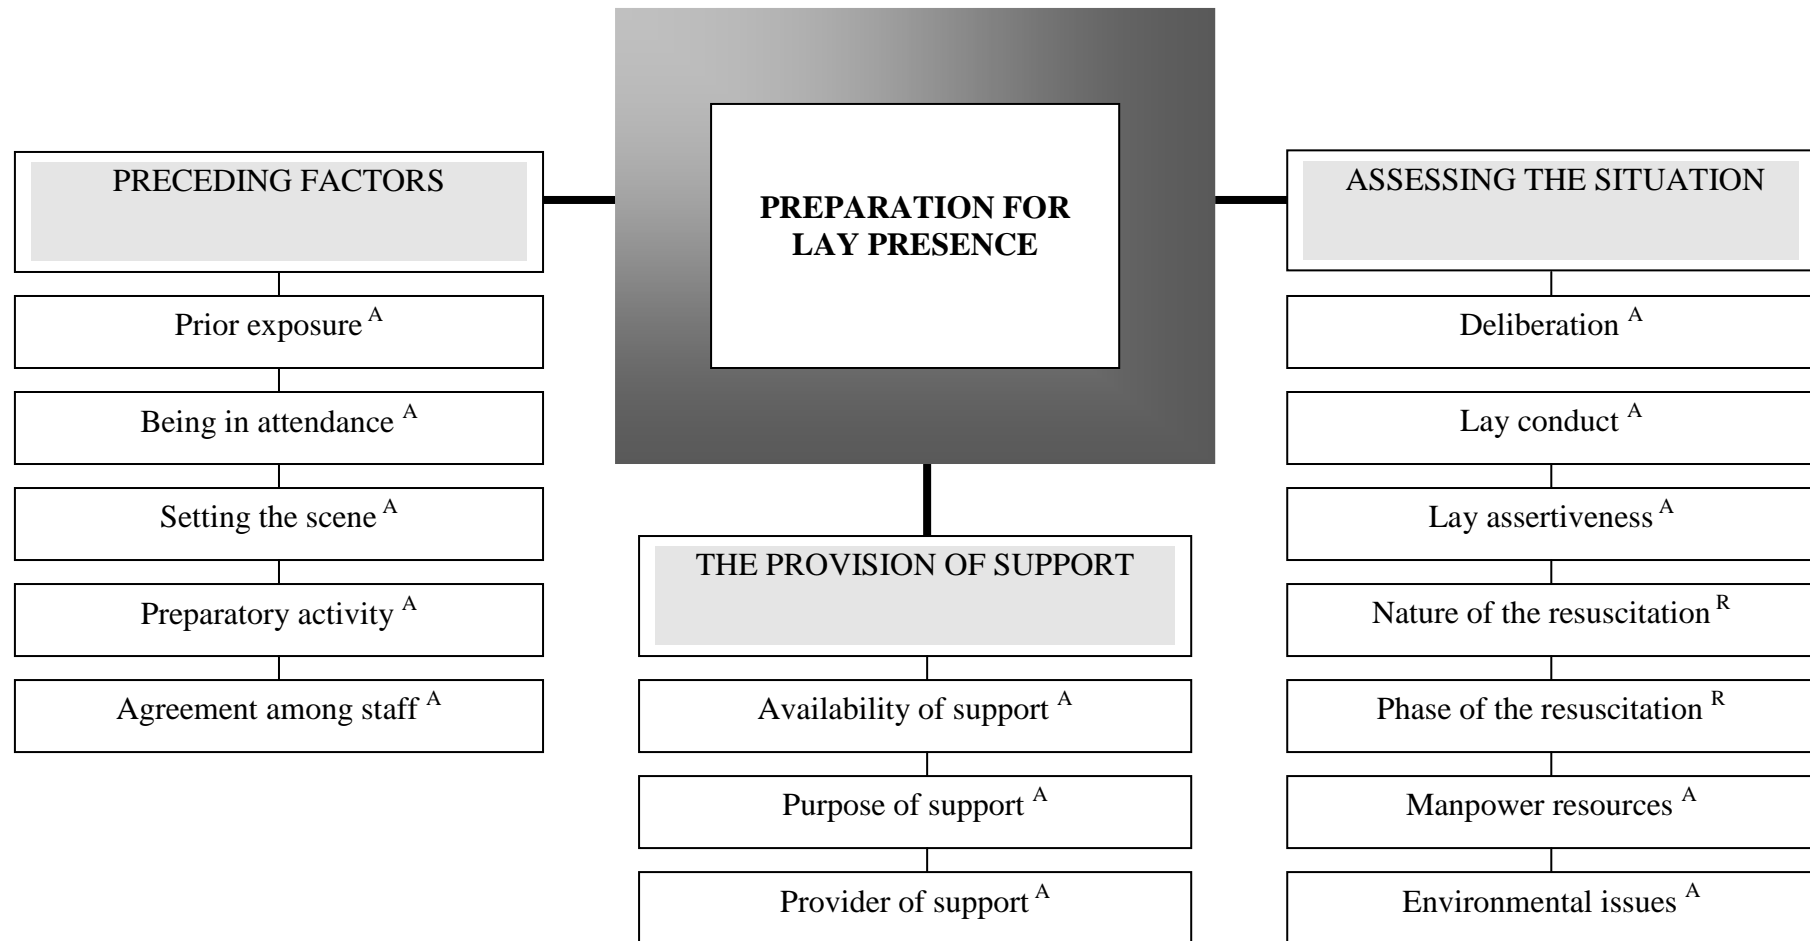 PREPARATION FOR
LAY PRESENCE
PRECEDING FACTORS
Prior exposure A
Being in attendance A
Setting the scene A
Preparatory activity A
Agreement among staff A
THE PROVISION OF SUPPORT
Availability of support A
Purpose of support A
Provider of support A
ASSESSING THE SITUATION
Deliberation A
Lay conduct A
Lay assertiveness A
Nature of the resuscitation R
Phase of the resuscitation R
Manpower resources A
Environmental issues A